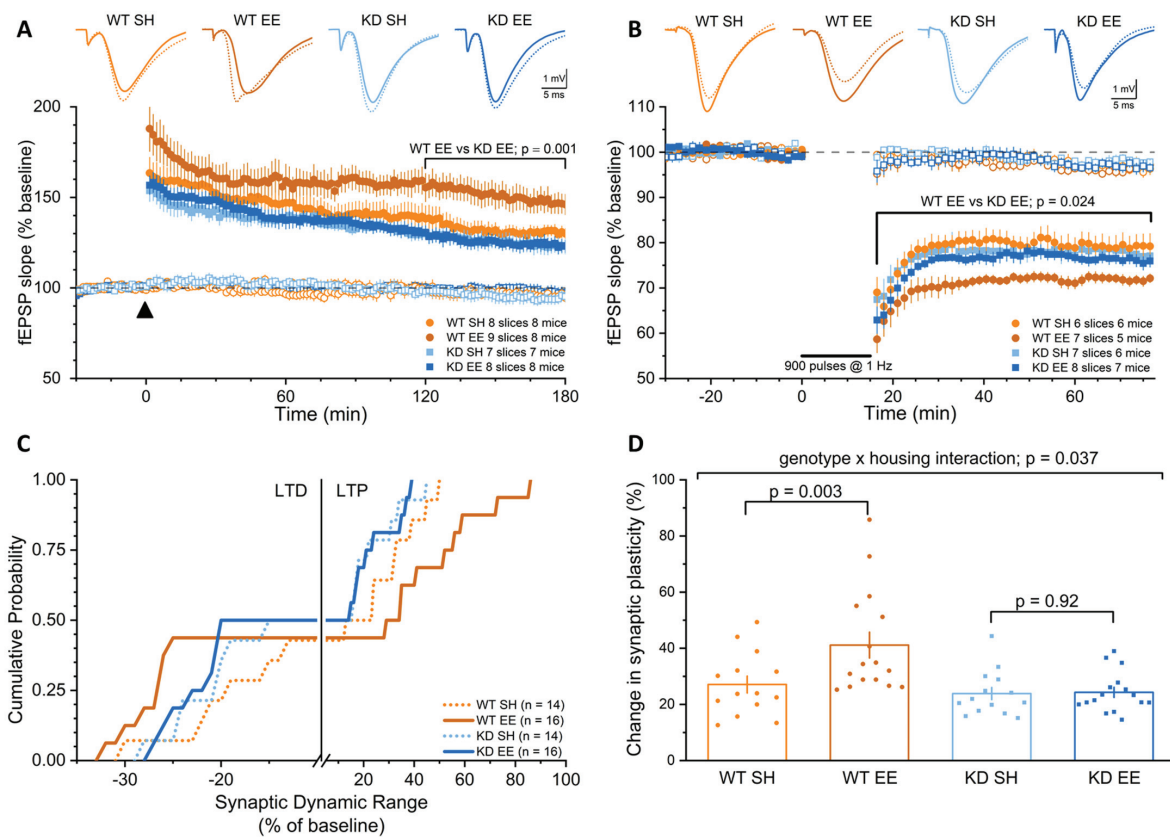 A
WT SH
WT EE
KD SH
KD EE
1 mV
5 ms
200
150
100
50
fEPSP slope (% baseline)
WT EE vs KD EE; p = 0.001
WT SH 8 slices 8 mice
WT EE 9 slices 8 mice
KD SH 7 slices 7 mice
KD EE 8 slices 8 mice
0
60
120
180
Time (min)
B
WT SH
WT EE
KD SH
KD EE
1 mV
5 ms
110
100
90
80
70
60
50
fEPSP slope (% baseline)
WT EE vs KD EE; p = 0.024
900 pulses @ 1 Hz
WT SH 6 slices 6 mice
WT EE 7 slices 5 mice
KD SH 7 slices 6 mice
KD EE 8 slices 7 mice
-20
0
20
40
60
Time (min)
C
LTD
LTP
1.00
0.75
0.50
0.25
0.00
Cumulative Probability
WT SH (n = 14)
WT EE (n = 16)
KD SH (n = 14)
KD EE (n = 16)
-30
-20
20
40
60
80
100
Synaptic Dynamic Range
(% of baseline)
D
genotype x housing interaction; p = 0.037
p = 0.003
p = 0.92
100
80
60
40
20
0
Change in synaptic plasticity (%)
WT SH
WT EE
KD SH
KD EE